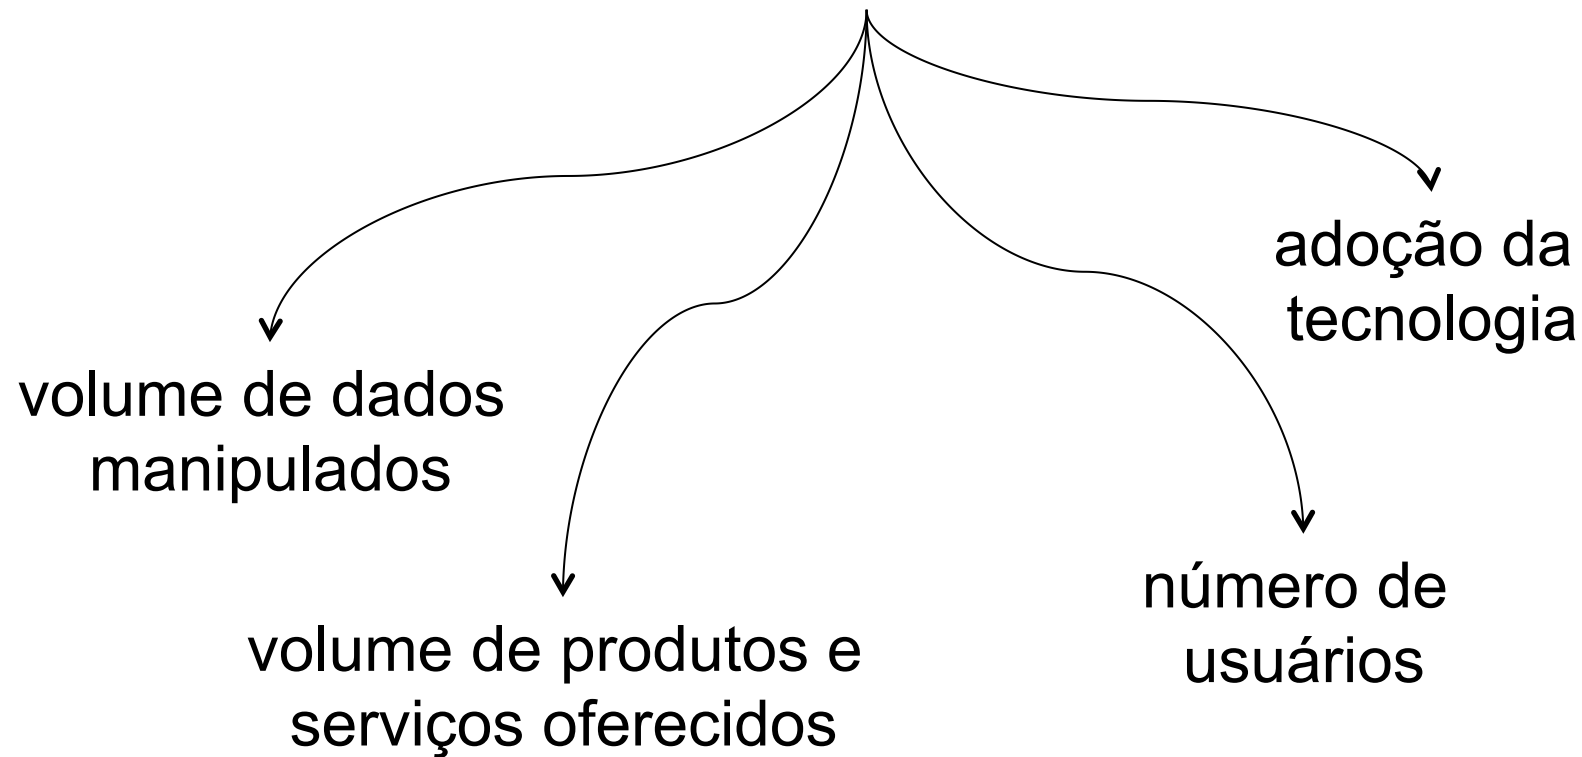 adoção da
tecnologia
volume de dados
manipulados
número de
usuários
volume de produtos e
serviços oferecidos